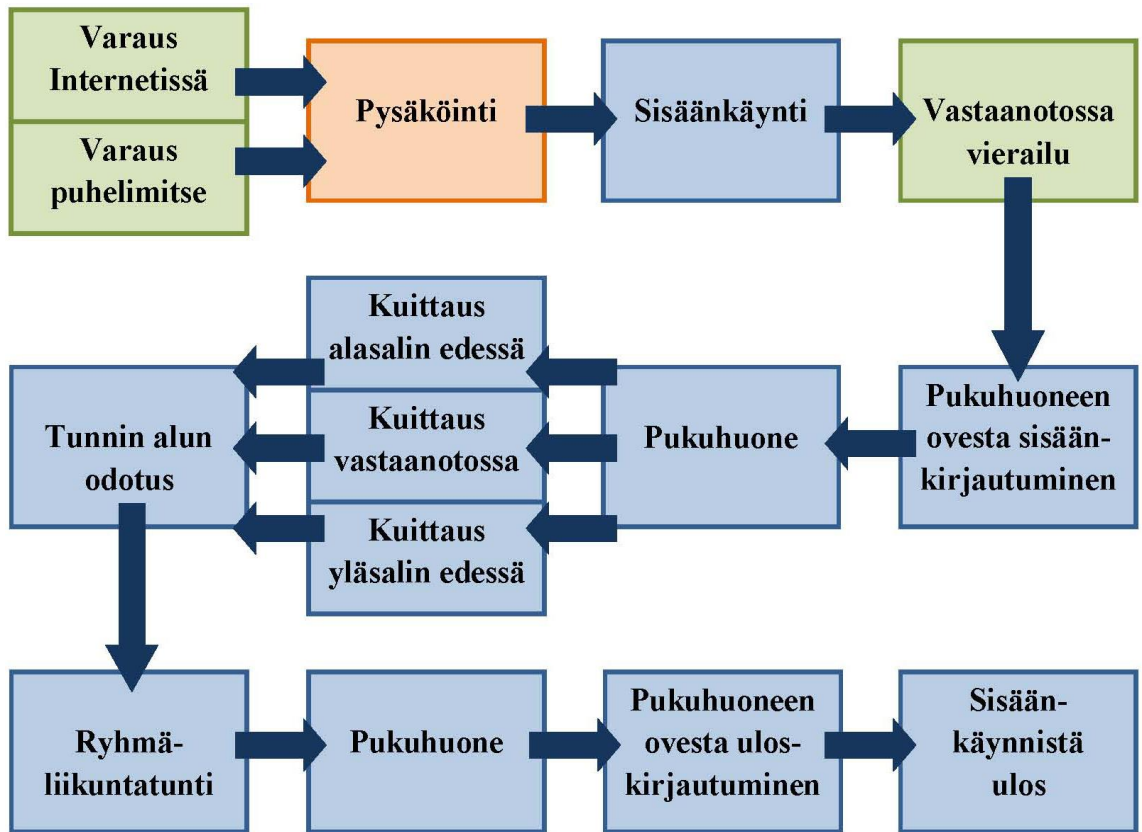 Varaus
Internetissä
Varaus
puhelimitse
Pysäköinti
Sisäänkäynti
Vastaanotossa
vierailu
Pukuhuoneen
ovesta sisään-
kirjautuminen
Pukuhuone
Kuittaus
alasalin edessä
Kuittaus
vastaanotossa
Kuittaus
yläsalin edessä
Tunnin alun
odotus
Ryhmä-
liikuntatunti
Pukuhuone
Pukuhuoneen
ovesta ulos-
kirjautuminen
Sisään-
käynnistä
ulos